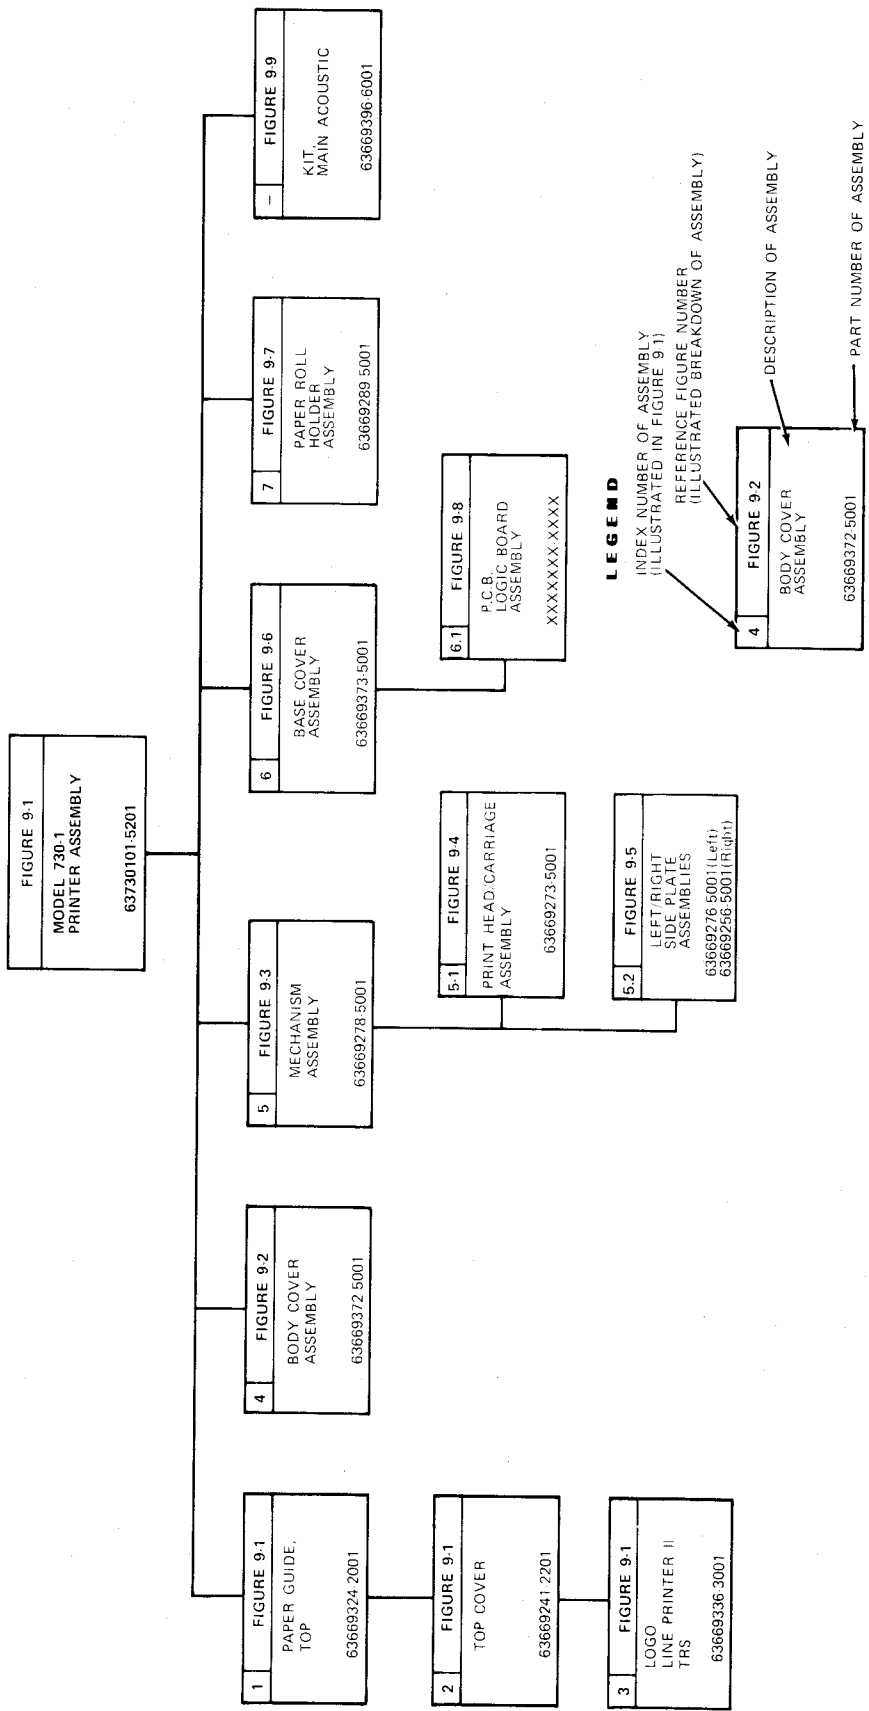 FIGURE 9-1
MODEL 730-1
PRINTER ASSEMBLY
63730101-5201
1
FIGURE 9-1
PAPER GUIDE,
TOP
63669324-2001
2
FIGURE 9-1
TOP COVER
63669241-2201
3
FIGURE 9-1
LOGO
LINE PRINTER II
TRS
63669336-3001
4
FIGURE 9-2
BODY COVER
ASSEMBLY
63669372-5001
5
FIGURE 9-3
MECHANISM
ASSEMBLY
63669278-5001
5-1
FIGURE 9-4
PRINT HEAD/CARRIAGE
ASSEMBLY
63669273-5001
5.2
FIGURE 9-5
LEFT/RIGHT
SIDE PLATE
ASSEMBLIES
63669276-5001(Left)
63669256-5001(Right)
6
FIGURE 9-6
BASE COVER
ASSEMBLY
63669373-5001
6.1
FIGURE 9-8
P.C.B.
LOGIC BOARD
ASSEMBLY
XXXXXXX-XXXX
7
FIGURE 9-7
PAPER ROLL
HOLDER
ASSEMBLY
63669289-5001
–
FIGURE 9-9
KIT,
MAIN ACOUSTIC
63669396-6001
LEGEND
INDEX NUMBER OF ASSEMBLY
(ILLUSTRATED IN FIGURE 9-1)
REFERENCE FIGURE NUMBER
(ILLUSTRATED BREAKDOWN OF ASSEMBLY)
4
FIGURE 9-2
BODY COVER
ASSEMBLY
63669372-5001
DESCRIPTION OF ASSEMBLY
PART NUMBER OF ASSEMBLY